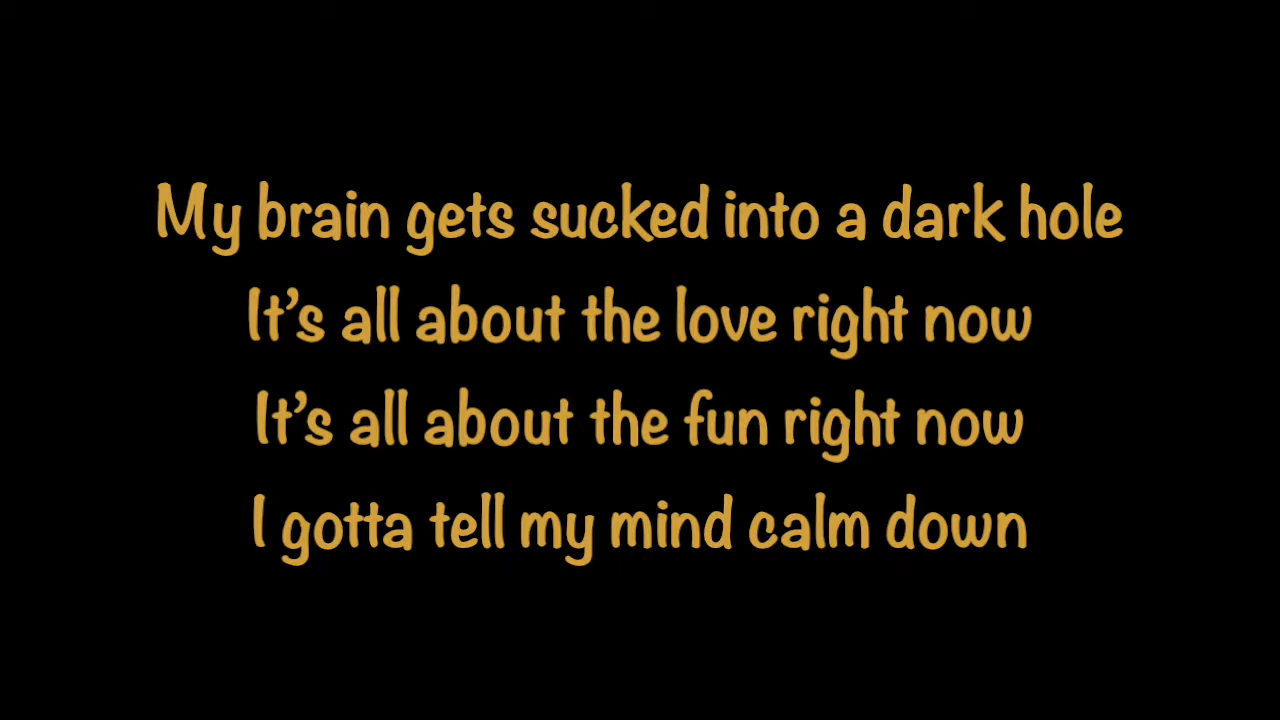 My brain gets sucked into a dark hole
It’s all about the love right now
It’s all about the fun right now
I gotta tell my mind calm down